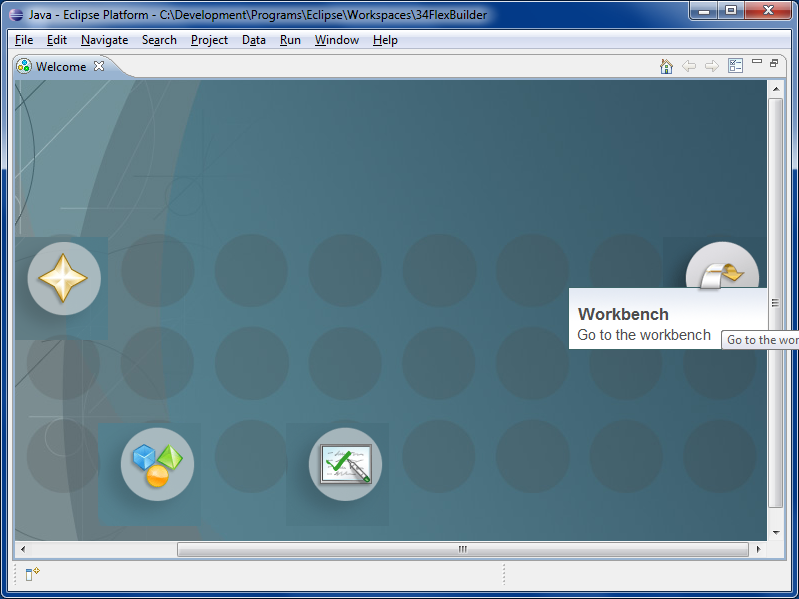 Java - Eclipse Platform - C:\Development\Programs\Eclipse\Workspaces\34FlexBuilder
File Edit Navigate Search Project Data Run Window Help
Welcome
Workbench
Go to the workbench
Go to the wor